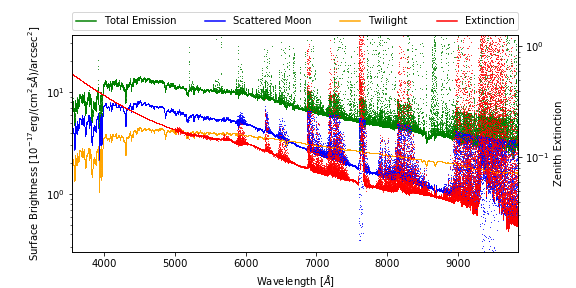 Total Emission Scattered Moon Twilight Extinction
Surface Brightness [10⁻¹⁷erg/(cm²sÅ)/arcsec²]
10¹
10⁰
10⁰
10⁻¹
Zenith Extinction
4000 5000 6000 7000 8000 9000
Wavelength [Å]